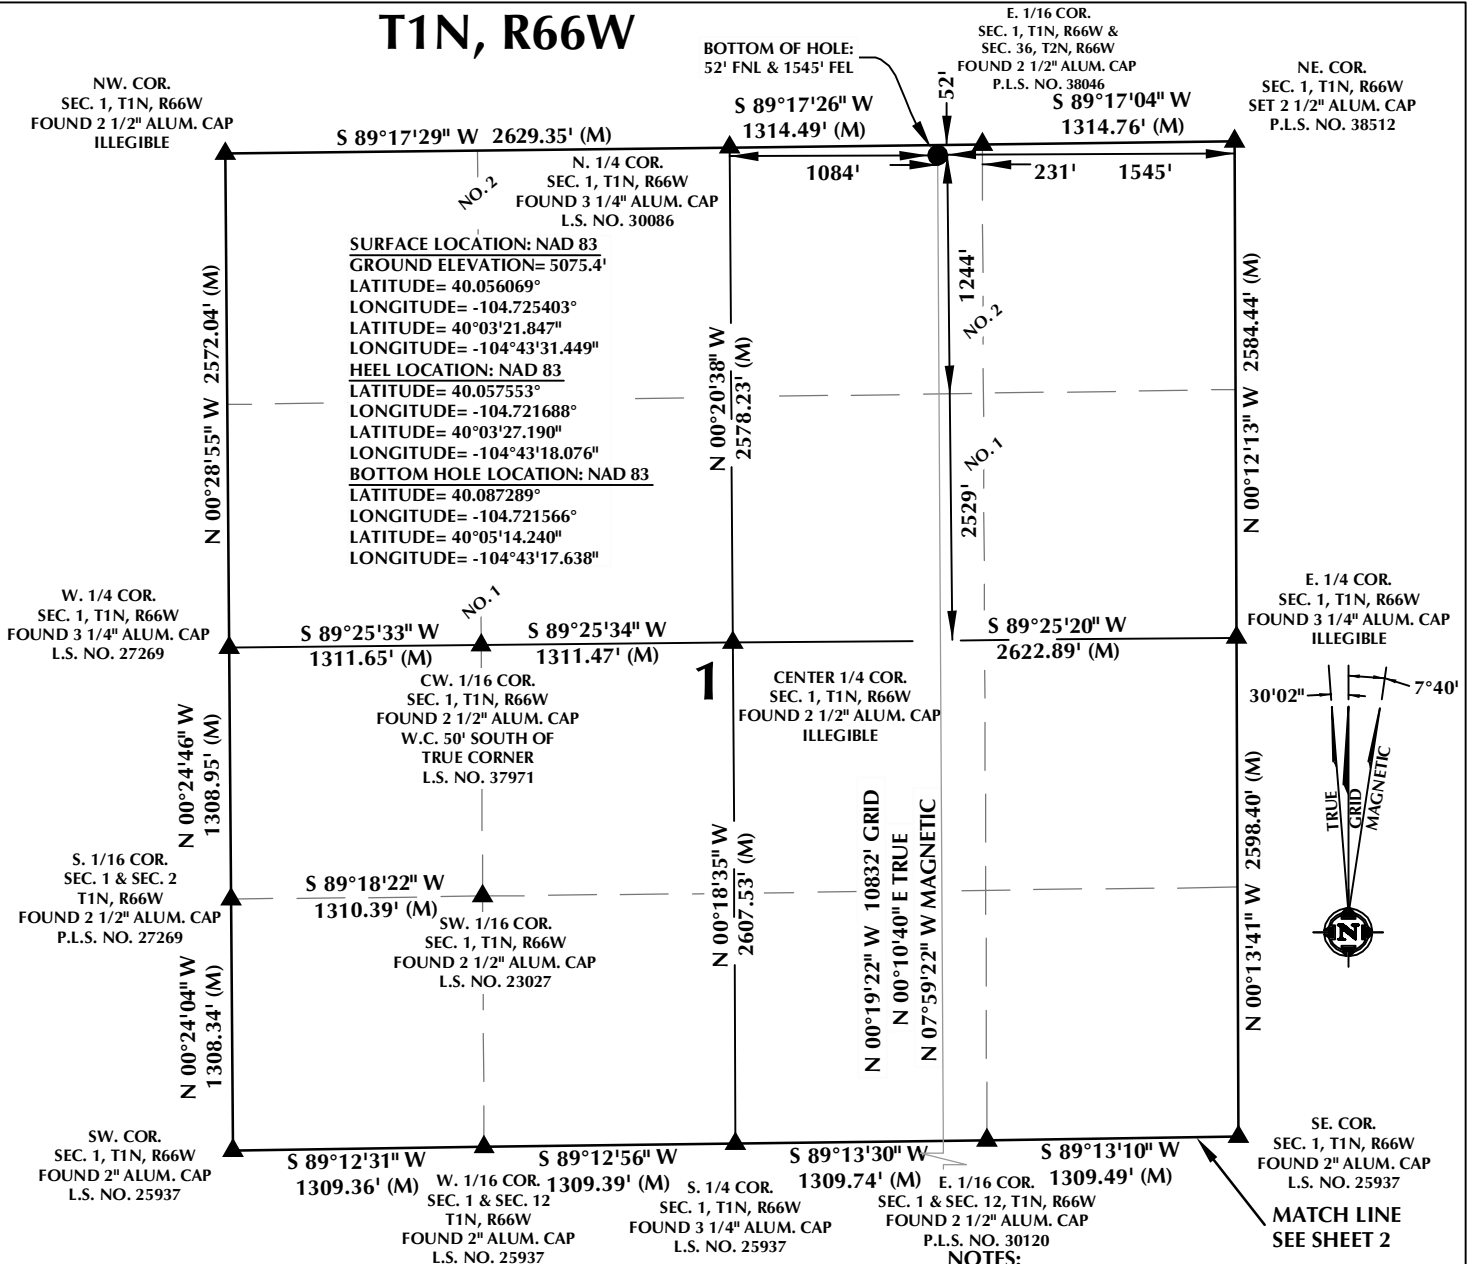 T1N, R66W
NW. COR.
SEC. 1, T1N, R66W
FOUND 2 1/2" ALUM. CAP
ILLEGIBLE
BOTTOM OF HOLE:
52' FNL & 1545' FEL
E. 1/16 COR.
SEC. 1, T1N, R66W &
SEC. 36, T2N, R66W
FOUND 2 1/2" ALUM. CAP
P.L.S. NO. 38046
NE. COR.
SEC. 1, T1N, R66W
SET 2 1/2" ALUM. CAP
P.L.S. NO. 38512
S 89°17'29" W 2629.35' (M)
S 89°17'26" W
1314.49' (M)
52'
S 89°17'04" W
1314.76' (M)
N. 1/4 COR.
SEC. 1, T1N, R66W
FOUND 3 1/4" ALUM. CAP
L.S. NO. 30086
NO.2
1084'
231'
1545'
SURFACE LOCATION: NAD 83
GROUND ELEVATION= 5075.4'
LATITUDE= 40.056069°
LONGITUDE= -104.725403°
LATITUDE= 40°03'21.847"
LONGITUDE= -104°43'31.449"
HEEL LOCATION: NAD 83
LATITUDE= 40.057553°
LONGITUDE= -104.721688°
LATITUDE= 40°03'27.190"
LONGITUDE= -104°43'18.076"
BOTTOM HOLE LOCATION: NAD 83
LATITUDE= 40.087289°
LONGITUDE= -104.721566°
LATITUDE= 40°05'14.240"
LONGITUDE= -104°43'17.638"
N 00°28'55" W 2572.04' (M)
N 00°20'38" W
2578.23' (M)
1244'
NO.2
2529'
NO.1
N 00°12'13" W 2584.44' (M)
W. 1/4 COR.
SEC. 1, T1N, R66W
FOUND 3 1/4" ALUM. CAP
L.S. NO. 27269
NO.1
S 89°25'33" W
1311.65' (M)
S 89°25'34" W
1311.47' (M)
S 89°25'20" W
2622.89' (M)
E. 1/4 COR.
SEC. 1, T1N, R66W
FOUND 3 1/4" ALUM. CAP
ILLEGIBLE
1
CW. 1/16 COR.
SEC. 1, T1N, R66W
FOUND 2 1/2" ALUM. CAP
W.C. 50' SOUTH OF
TRUE CORNER
L.S. NO. 37971
CENTER 1/4 COR.
SEC. 1, T1N, R66W
FOUND 2 1/2" ALUM. CAP
ILLEGIBLE
30'02"
7°40'
TRUE
GRID
MAGNETIC
N
N 00°24'46" W
1308.95' (M)
N 00°18'35" W
2607.53' (M)
N 00°19'22" W 10832' GRID
N 00°10'40" E TRUE
N 07°59'22" W MAGNETIC
N 00°13'41" W 2598.40' (M)
S. 1/16 COR.
SEC. 1 & SEC. 2
T1N, R66W
FOUND 2 1/2" ALUM. CAP
P.L.S. NO. 27269
S 89°18'22" W
1310.39' (M)
SW. 1/16 COR.
SEC. 1, T1N, R66W
FOUND 2 1/2" ALUM. CAP
L.S. NO. 23027
N 00°24'04" W
1308.34' (M)
SW. COR.
SEC. 1, T1N, R66W
FOUND 2" ALUM. CAP
L.S. NO. 25937
S 89°12'31" W
1309.36' (M)
W. 1/16 COR.
SEC. 1 & SEC. 12
T1N, R66W
FOUND 2" ALUM. CAP
L.S. NO. 25937
S 89°12'56" W
1309.39' (M)
S. 1/4 COR.
SEC. 1, T1N, R66W
FOUND 3 1/4" ALUM. CAP
L.S. NO. 25937
S 89°13'30" W
1309.74' (M)
E. 1/16 COR.
SEC. 1 & SEC. 12, T1N, R66W
FOUND 2 1/2" ALUM. CAP
P.L.S. NO. 30120
S 89°13'10" W
1309.49' (M)
SE. COR.
SEC. 1, T1N, R66W
FOUND 2" ALUM. CAP
L.S. NO. 25937
MATCH LINE
SEE SHEET 2
NOTES: